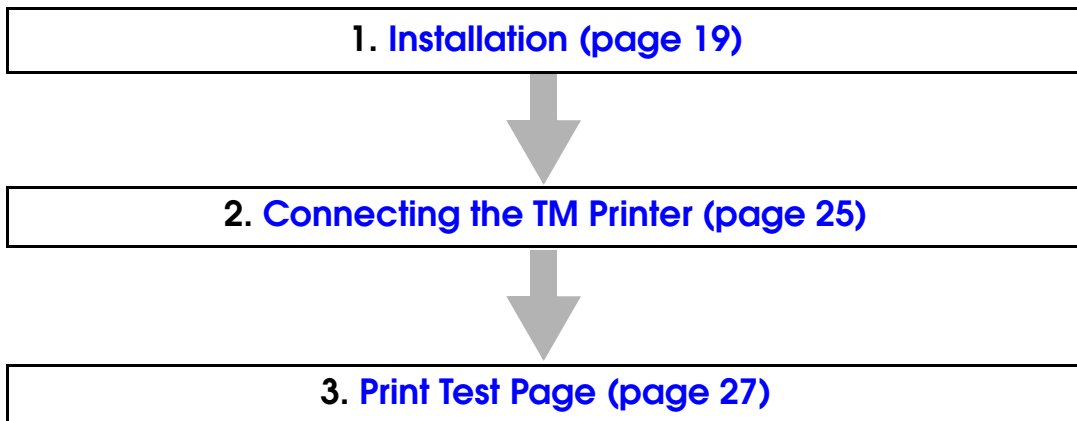 1. Installation (page 19)
2. Connecting the TM Printer (page 25)
3. Print Test Page (page 27)